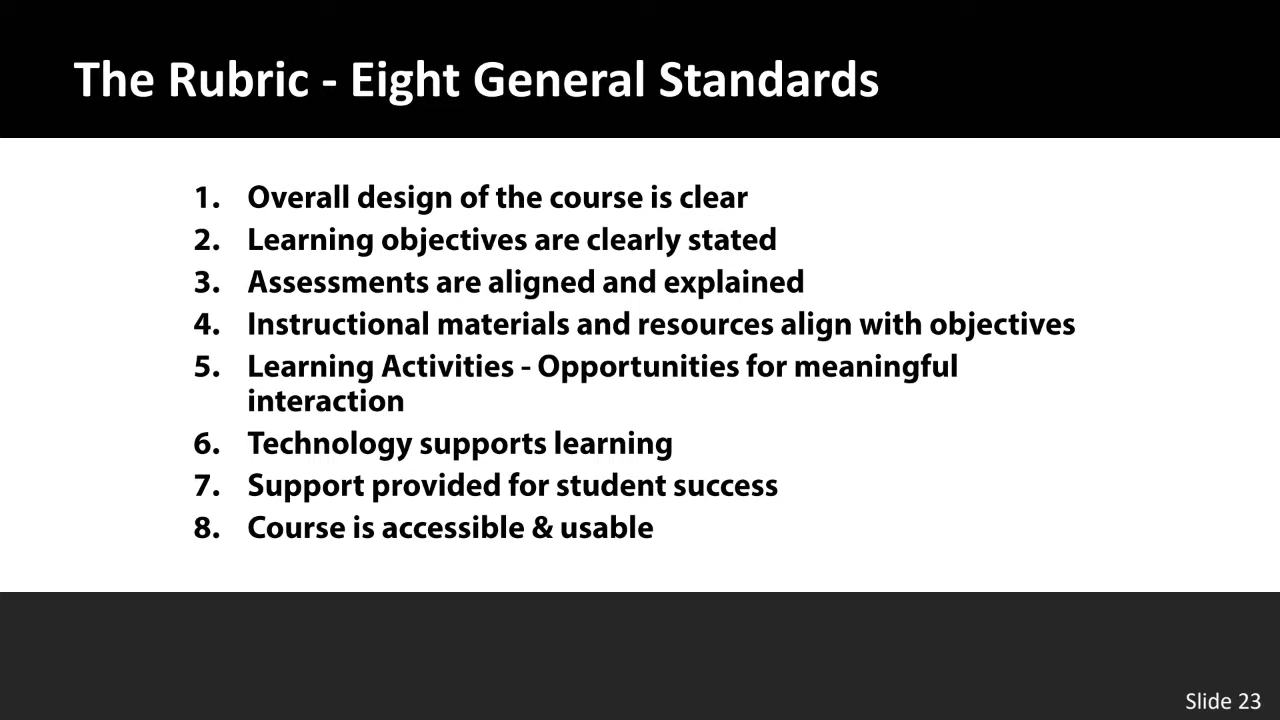 The Rubric - Eight General Standards
1. Overall design of the course is clear
2. Learning objectives are clearly stated
3. Assessments are aligned and explained
4. Instructional materials and resources align with objectives
5. Learning Activities - Opportunities for meaningful
interaction
6. Technology supports learning
7. Support provided for student success
8. Course is accessible & usable
Slide 23